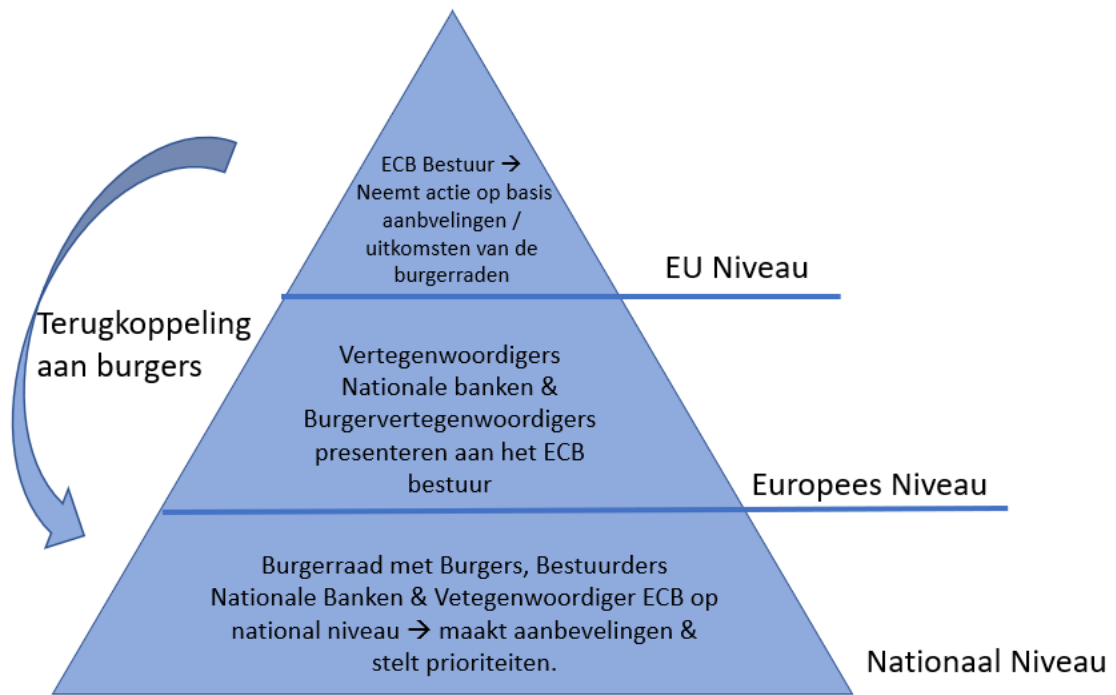 ECB Bestuur →
Neemt actie op basis
aanbvelingen /
uitkomsten van de
burgerraden
EU Niveau
Terugkoppeling
aan burgers
Vertegenwoordigers
Nationale banken &
Burgervertegenwoordigers
presenteren aan het ECB
bestuur
Europees Niveau
Burgerraad met Burgers, Bestuurders
Nationale Banken & Vetegenwoordiger ECB op
national niveau → maakt aanbevelingen &
stelt prioriteiten.
Nationaal Niveau